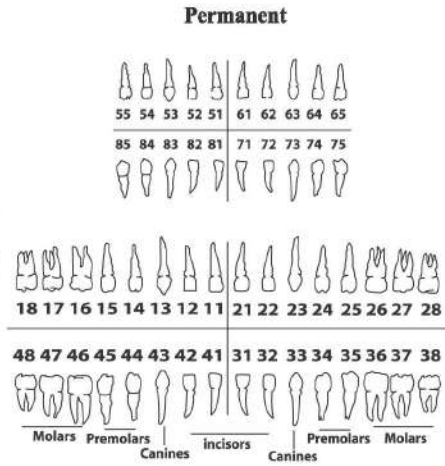 Permanent
55 54 53 52 51 61 62 63 64 65
85 84 83 82 81 71 72 73 74 75
18 17 16 15 14 13 12 11 21 22 23 24 25 26 27 28
48 47 46 45 44 43 42 41 31 32 33 34 35 36 37 38
Molars Premolars Canines incisors Canines Premolars Molars